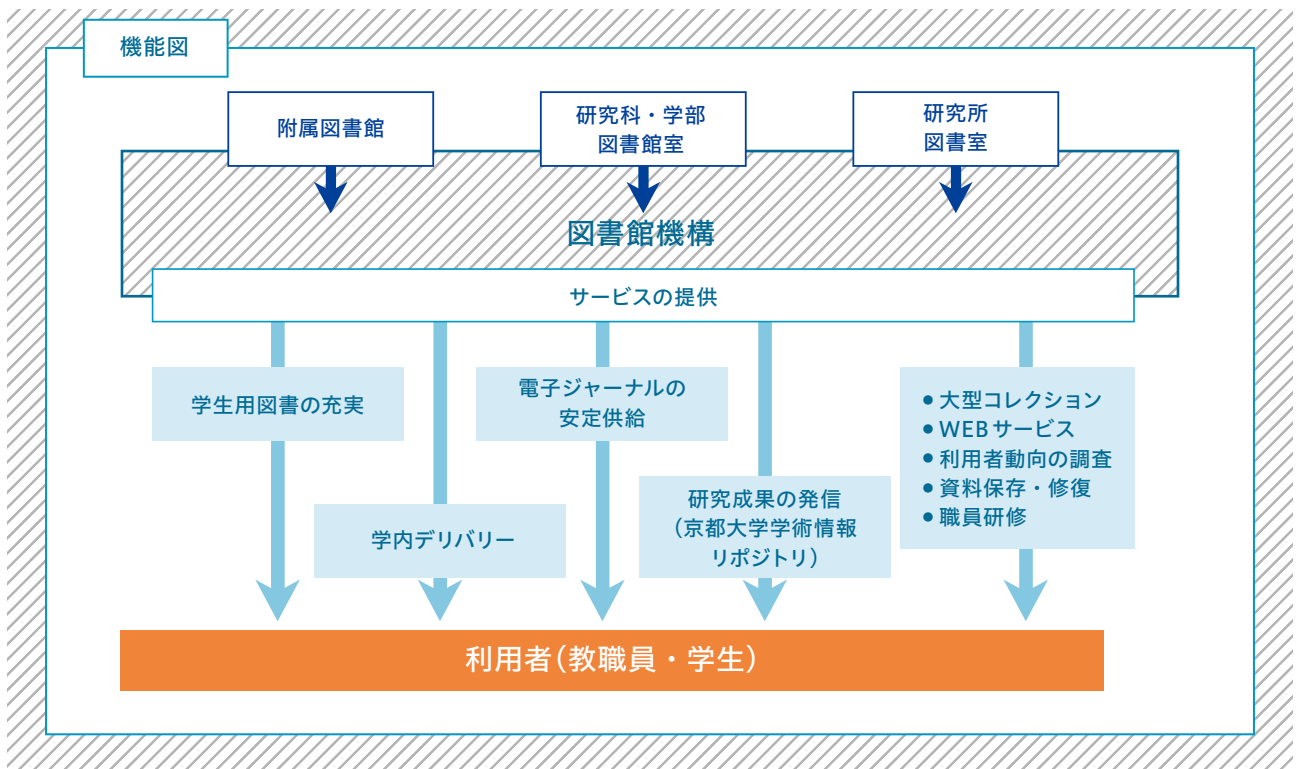 機能図
附属図書館
研究科・学部
図書館室
研究所
図書室
図書館機構
サービスの提供
学生用図書の充実
学内デリバリー
電子ジャーナルの
安定供給
研究成果の発信
(京都大学学術情報
リポジトリ)
●大型コレクション
●WEBサービス
●利用者動向の調査
●資料保存・修復
●職員研修
利用者(教職員・学生)